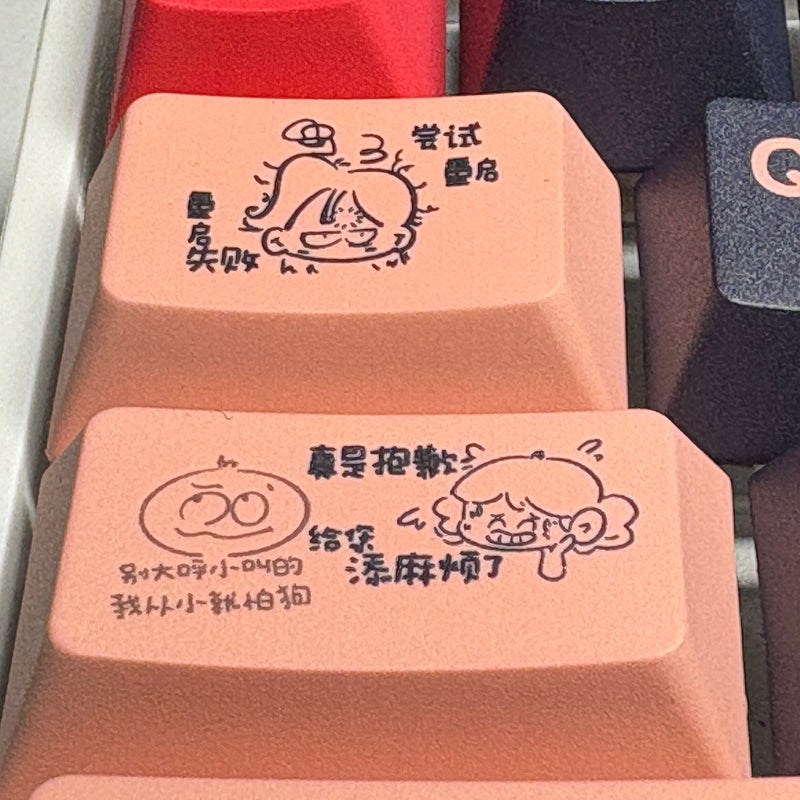 尝试
重启
重
启
失败
Q
真是抱歉
给您
添麻烦了
别大呼小叫的
我从小就怕狗